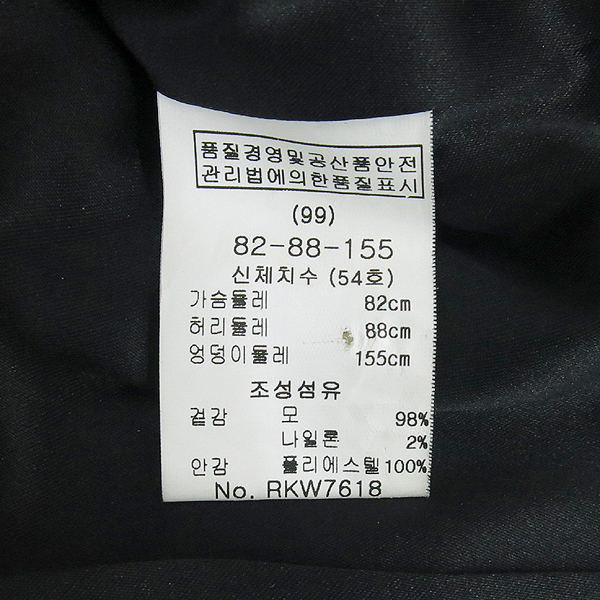 품질경영및공산품안전
관리법에의한품질표시
(99)
82-88-155
신체치수 (54호)
가슴둘레 82cm
허리둘레 88cm
엉덩이둘레 155cm
조성섬유
겉감 모 98%
나일론 2%
안감 폴리에스텔 100%
No. RKW7618